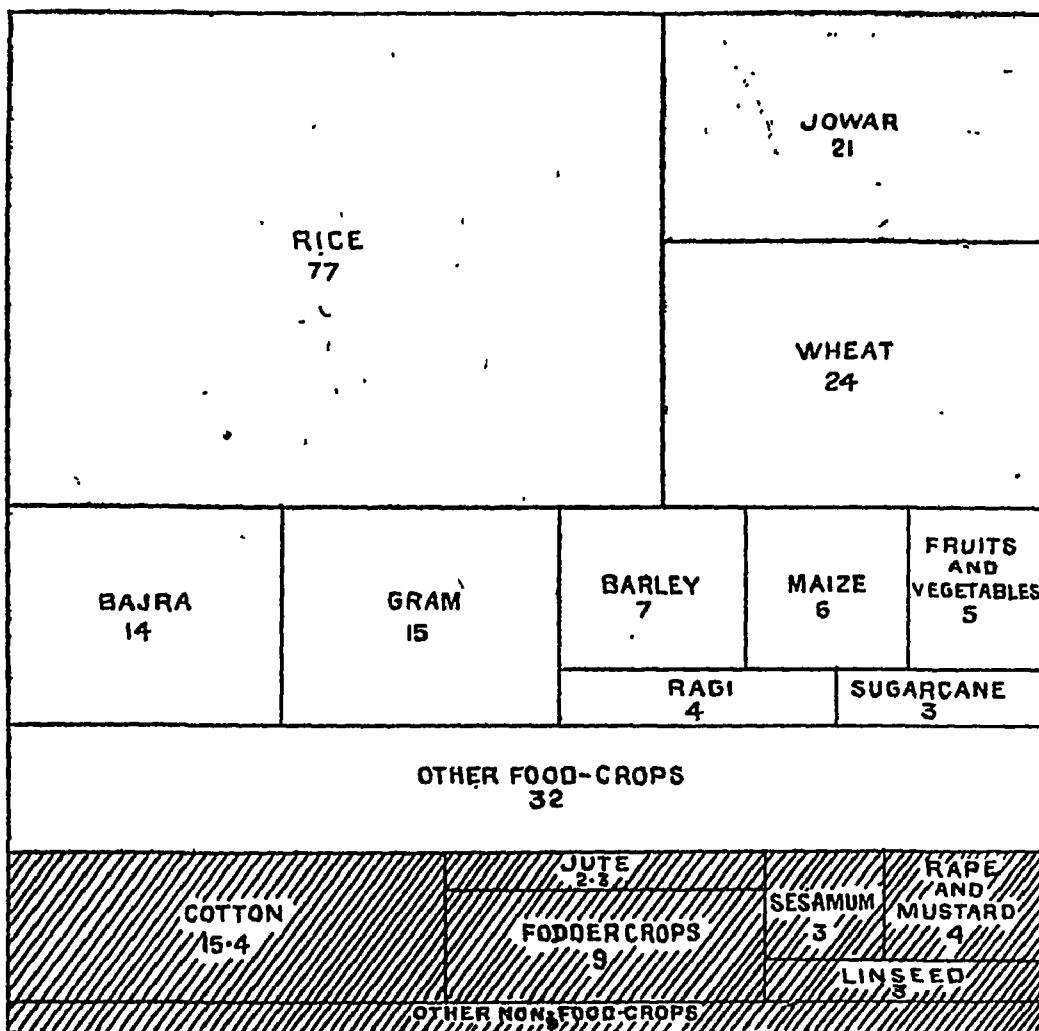 RICE
77
JOWAR
21
WHEAT
24
BAJRA
14
GRAM
15
BARLEY
7
MAIZE
6
FRUITS
AND
VEGETABLES
5
RAGI
4
SUGARCANE
3
OTHER FOOD-CROPS
32
COTTON
15·4
JUTE
FODDER CROPS
9
SESAMUM
3
RAPE
AND
MUSTARD
4
LINSEED
3
OTHER NON-FOOD-CROPS